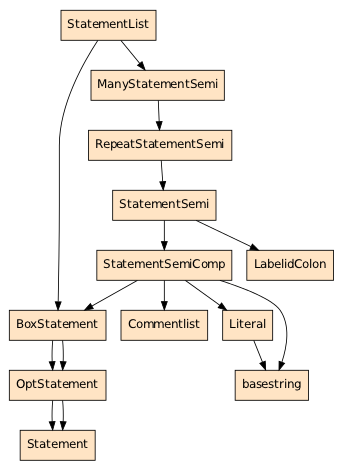 StatementList
ManyStatementSemi
RepeatStatementSemi
StatementSemi
StatementSemiComp
LabelidColon
BoxStatement
Commentlist
Literal
OptStatement
basestring
Statement